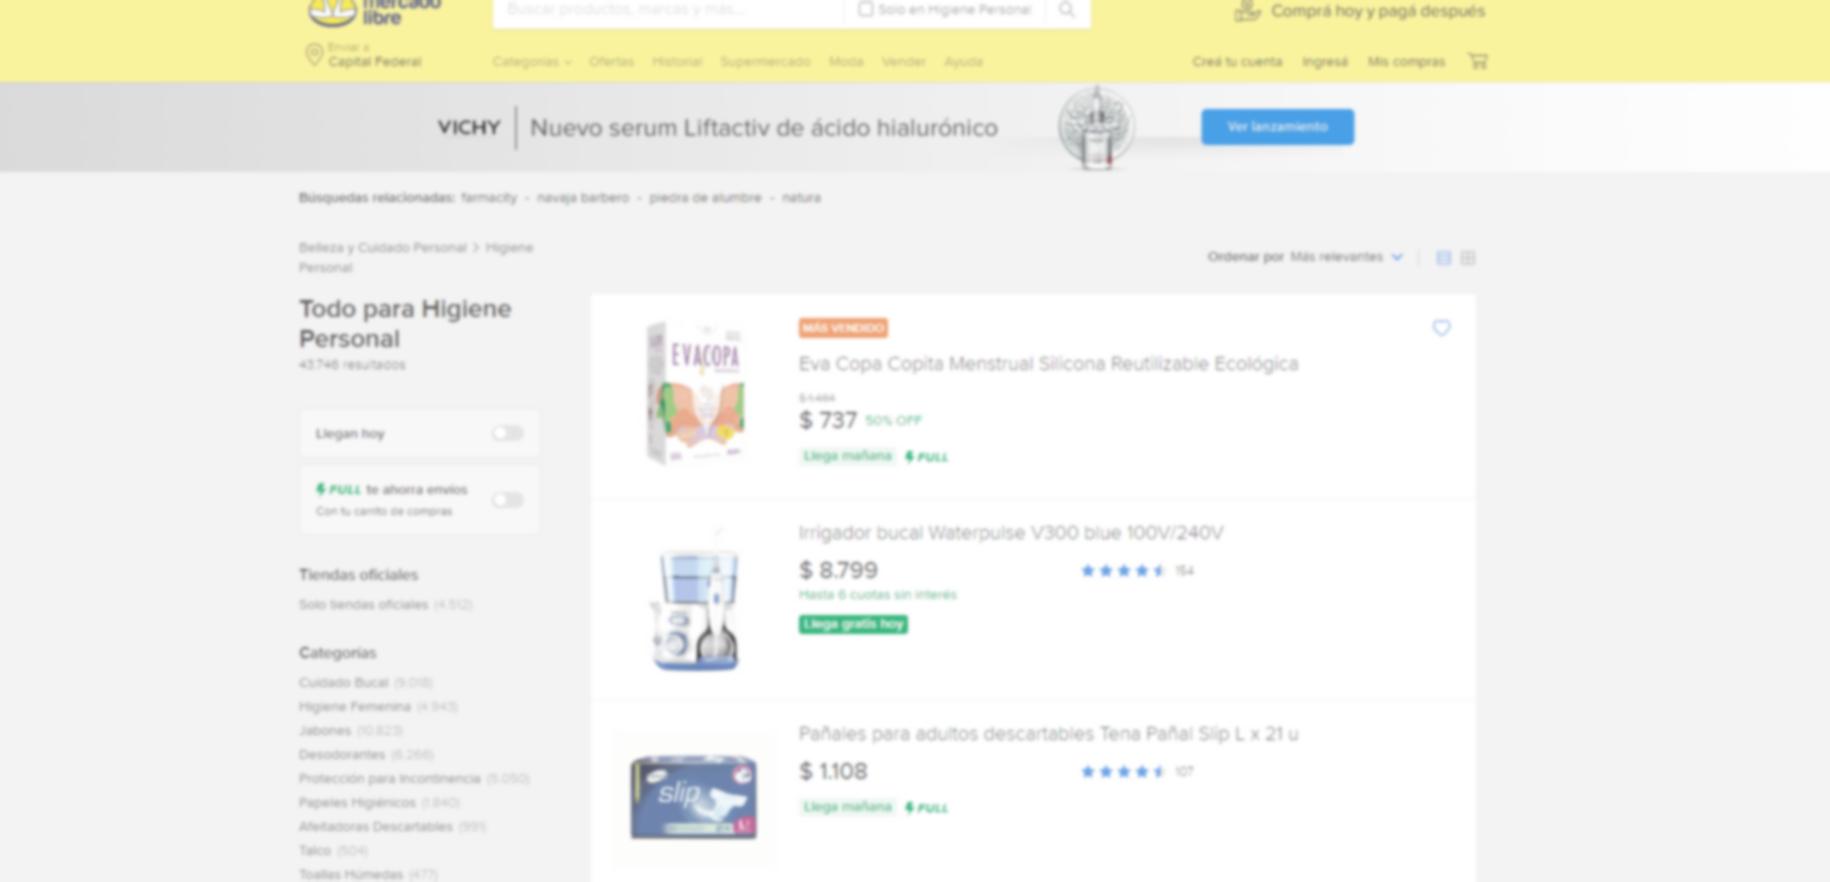 mercado
libre
Buscar productos, marcas y más...
Solo en Higiene Personal
Comprá hoy y pagá después
Enviar a
Capital Federal
Categorías
Ofertas
Historial
Supermercado
Moda
Vender
Ayuda
Creá tu cuenta
Ingresá
Mis compras
VICHY
Nuevo serum Liftactiv de ácido hialurónico
Ver lanzamiento
Búsquedas relacionadas: farmacity - navaja barbero - piedra de alumbre - natura
Belleza y Cuidado Personal > Higiene
Personal
Ordenar por Más relevantes
Todo para Higiene
Personal
43.746 resultados
Llegan hoy
FULL te ahorra envíos
Con tu carrito de compras
Tiendas oficiales
Solo tiendas oficiales (4.512)
Categorías
Cuidado Bucal (9.018)
Higiene Femenina (4.943)
Jabones (10.823)
Desodorantes (6.266)
Protección para Incontinencia (5.050)
Papeles Higiénicos (1.840)
Afeitadoras Descartables (991)
Talco (504)
Toallas Húmedas (477)
EVACOPA
MÁS VENDIDO
Eva Copa Copita Menstrual Silicona Reutilizable Ecológica
$ 1.484
$ 737 50% OFF
Llega mañana FULL
Irrigador bucal Waterpulse V300 blue 100V/240V
$ 8.799
154
Hasta 6 cuotas sin interés
Llega gratis hoy
slip
Pañales para adultos descartables Tena Pañal Slip L x 21 u
$ 1.108
107
Llega mañana FULL